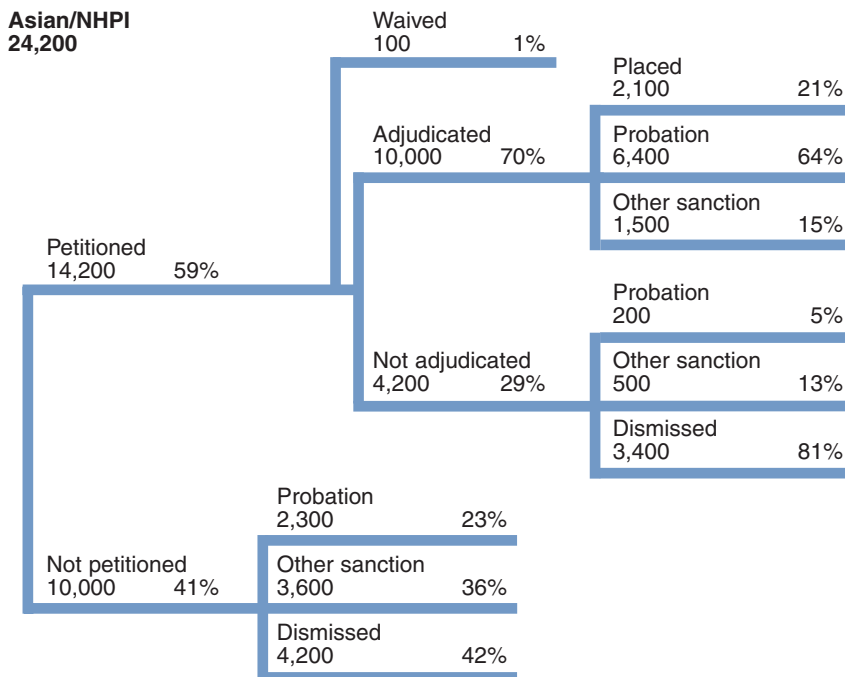 Asian/NHPI
24,200
Waived
100 1%
Placed
2,100 21%
Adjudicated
10,000 70%
Probation
6,400 64%
Other sanction
1,500 15%
Petitioned
14,200 59%
Probation
200 5%
Not adjudicated
4,200 29%
Other sanction
500 13%
Dismissed
3,400 81%
Probation
2,300 23%
Not petitioned
10,000 41%
Other sanction
3,600 36%
Dismissed
4,200 42%